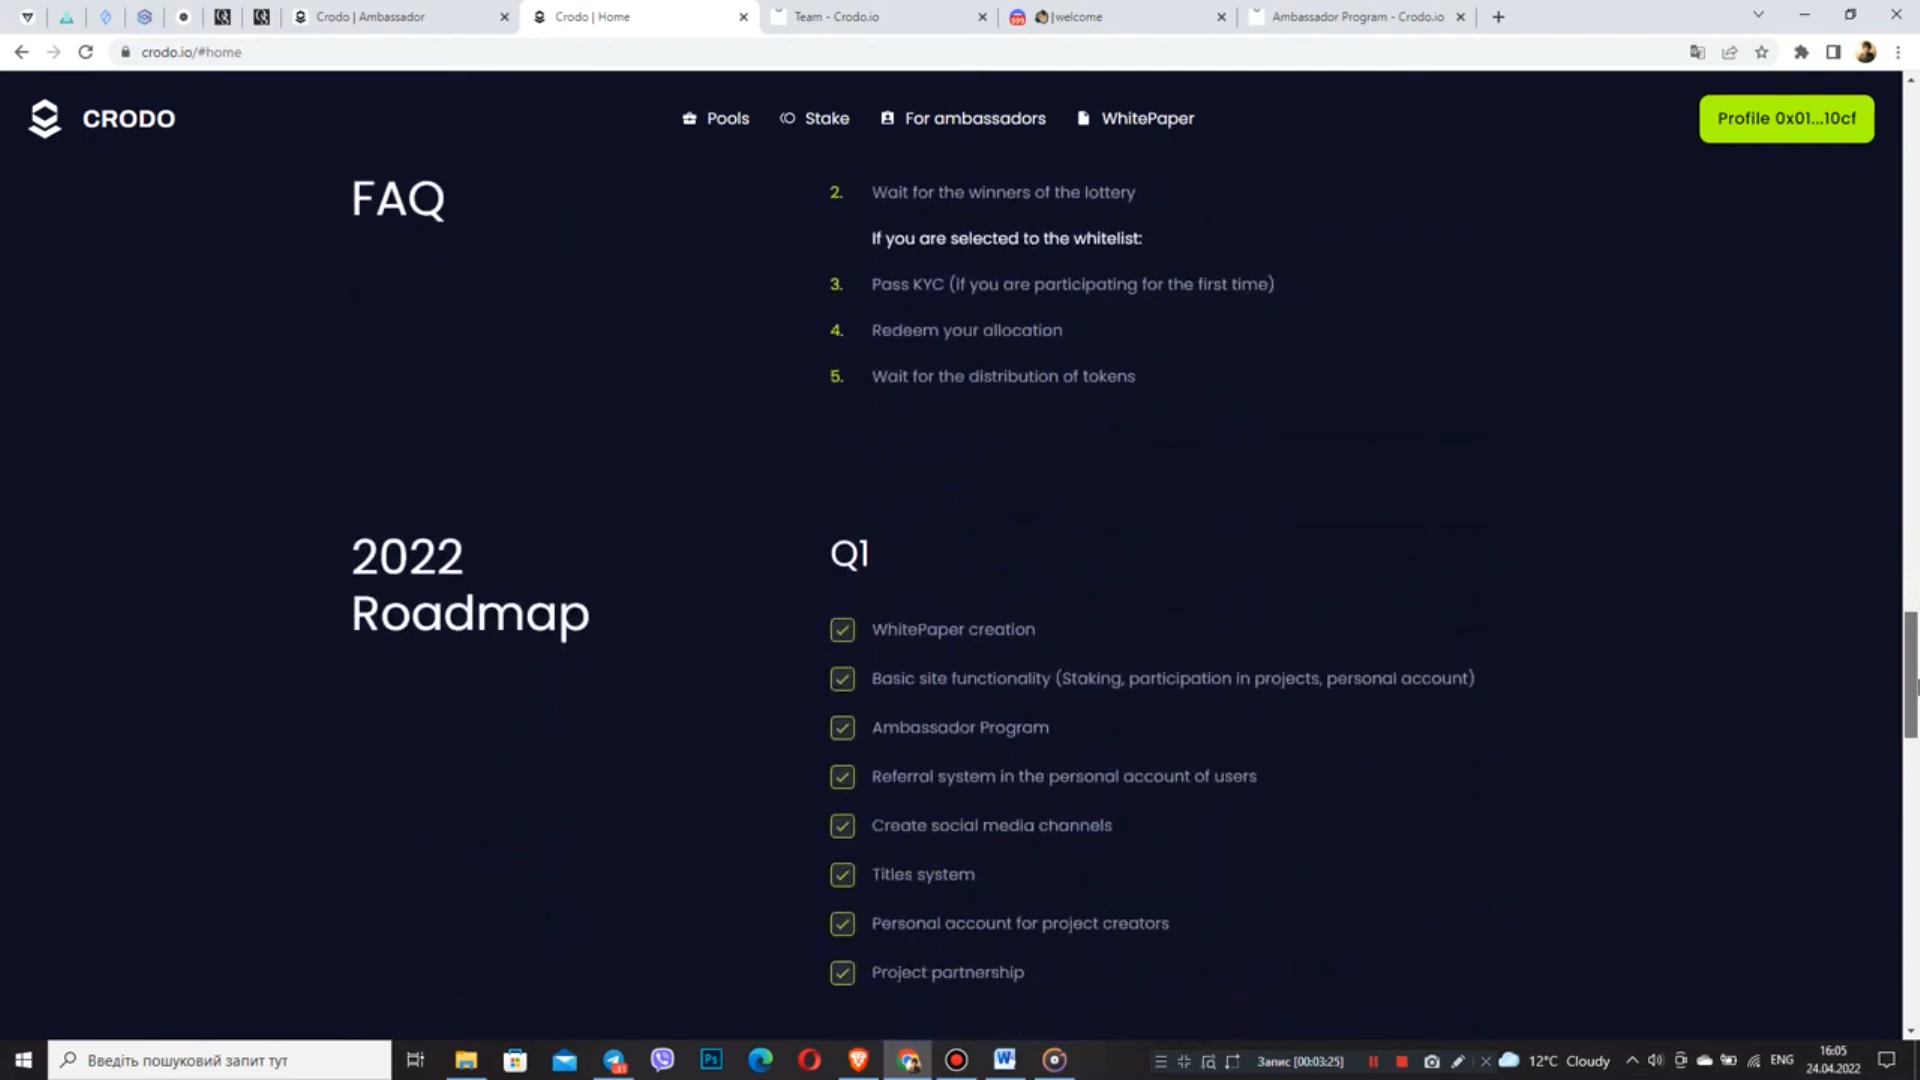 Crodo | Ambassador
Crodo | Home
Team - Crodo.io
|welcome
Ambassador Program - Crodo.io
crodo.io/#home
CRODO
Pools
Stake
For ambassadors
WhitePaper
Profile 0x01...10cf
FAQ
2. Wait for the winners of the lottery
If you are selected to the whitelist:
3. Pass KYC (if you are participating for the first time)
4. Redeem your allocation
5. Wait for the distribution of tokens
2022
Roadmap
Q1
WhitePaper creation
Basic site functionality (Staking, participation in projects, personal account)
Ambassador Program
Referral system in the personal account of users
Create social media channels
Titles system
Personal account for project creators
Project partnership
Введіть пошуковий запит тут
Запис [00:03:25]
12°C Cloudy
ENG
16:05
24.04.2022